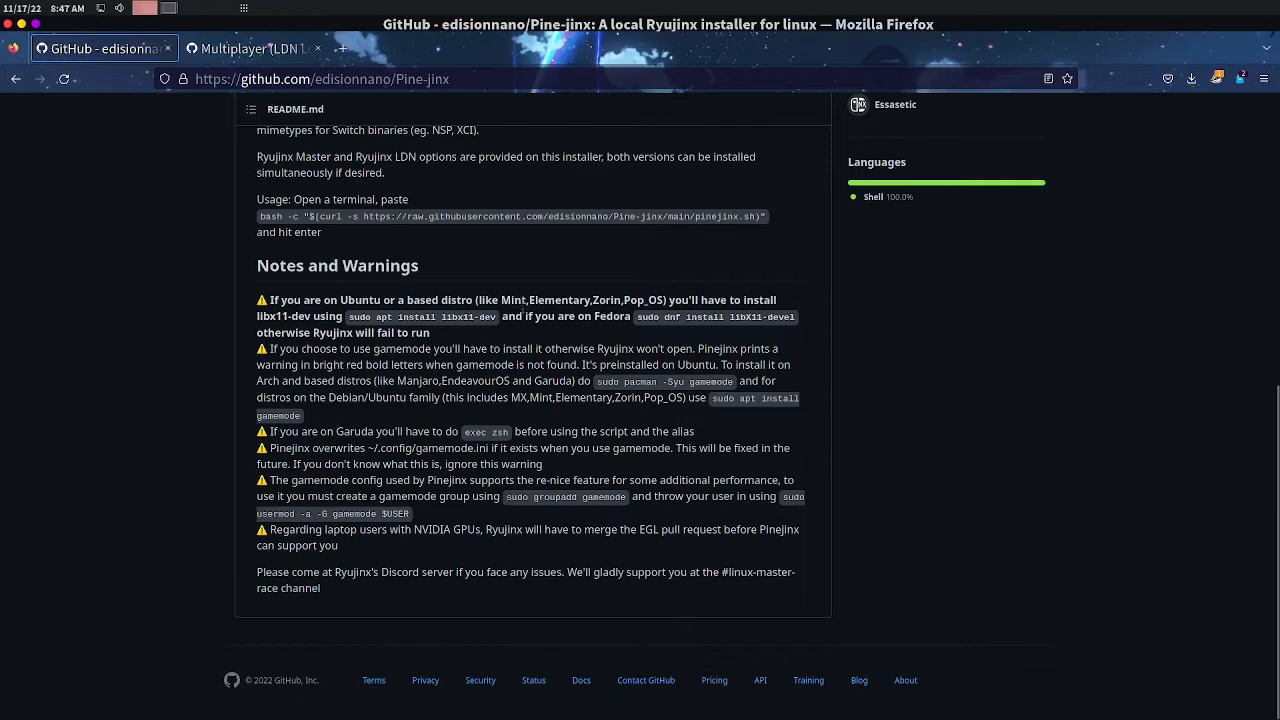 11/17/22 8:47 AM
GitHub - edisionnano/Pine-jinx: A local Ryujinx installer for linux — Mozilla Firefox
GitHub - edisionnano
Multiplayer (LDN Lo
https://github.com/edisionnano/Pine-jinx
2
README.md
Essasetic
mimetypes for Switch binaries (eg. NSP, XCI).
Ryujinx Master and Ryujinx LDN options are provided on this installer, both versions can be installed
simultaneously if desired.
Languages
Shell 100.0%
Usage: Open a terminal, paste
bash -c "$(curl -s https://raw.githubusercontent.com/edisionnano/Pine-jinx/main/pinejinx.sh)"
and hit enter
Notes and Warnings
⚠ If you are on Ubuntu or a based distro (like Mint,Elementary,Zorin,Pop_OS) you'll have to install
libx11-dev using sudo apt install libx11-dev and if you are on Fedora sudo dnf install libX11-devel
otherwise Ryujinx will fail to run
⚠ If you choose to use gamemode you'll have to install it otherwise Ryujinx won't open. Pinejinx prints a
warning in bright red bold letters when gamemode is not found. It's preinstalled on Ubuntu. To install it on
Arch and based distros (like Manjaro,EndeavourOS and Garuda) do sudo pacman -Syu gamemode and for
distros on the Debian/Ubuntu family (this includes MX,Mint,Elementary,Zorin,Pop_OS) use sudo apt install
gamemode
⚠ If you are on Garuda you'll have to do exec zsh before using the script and the alias
⚠ Pinejinx overwrites ~/.config/gamemode.ini if it exists when you use gamemode. This will be fixed in the
future. If you don't know what this is, ignore this warning
⚠ The gamemode config used by Pinejinx supports the re-nice feature for some additional performance, to
use it you must create a gamemode group using sudo groupadd gamemode and throw your user in using sudo
usermod -a -G gamemode $USER
⚠ Regarding laptop users with NVIDIA GPUs, Ryujinx will have to merge the EGL pull request before Pinejinx
can support you
Please come at Ryujinx's Discord server if you face any issues. We'll gladly support you at the #linux-master-
race channel
© 2022 GitHub, Inc. Terms Privacy Security Status Docs Contact GitHub Pricing API Training Blog About